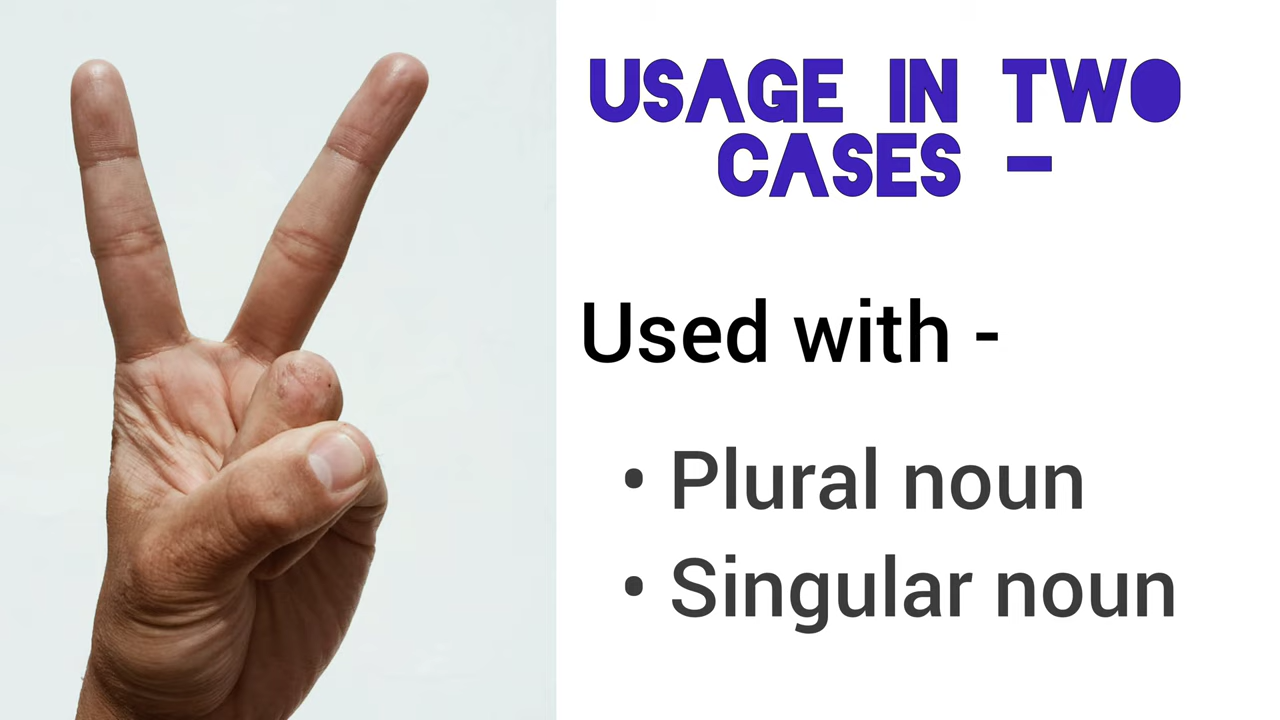 USAGE IN TWO
CASES -
Used with -
• Plural noun
• Singular noun